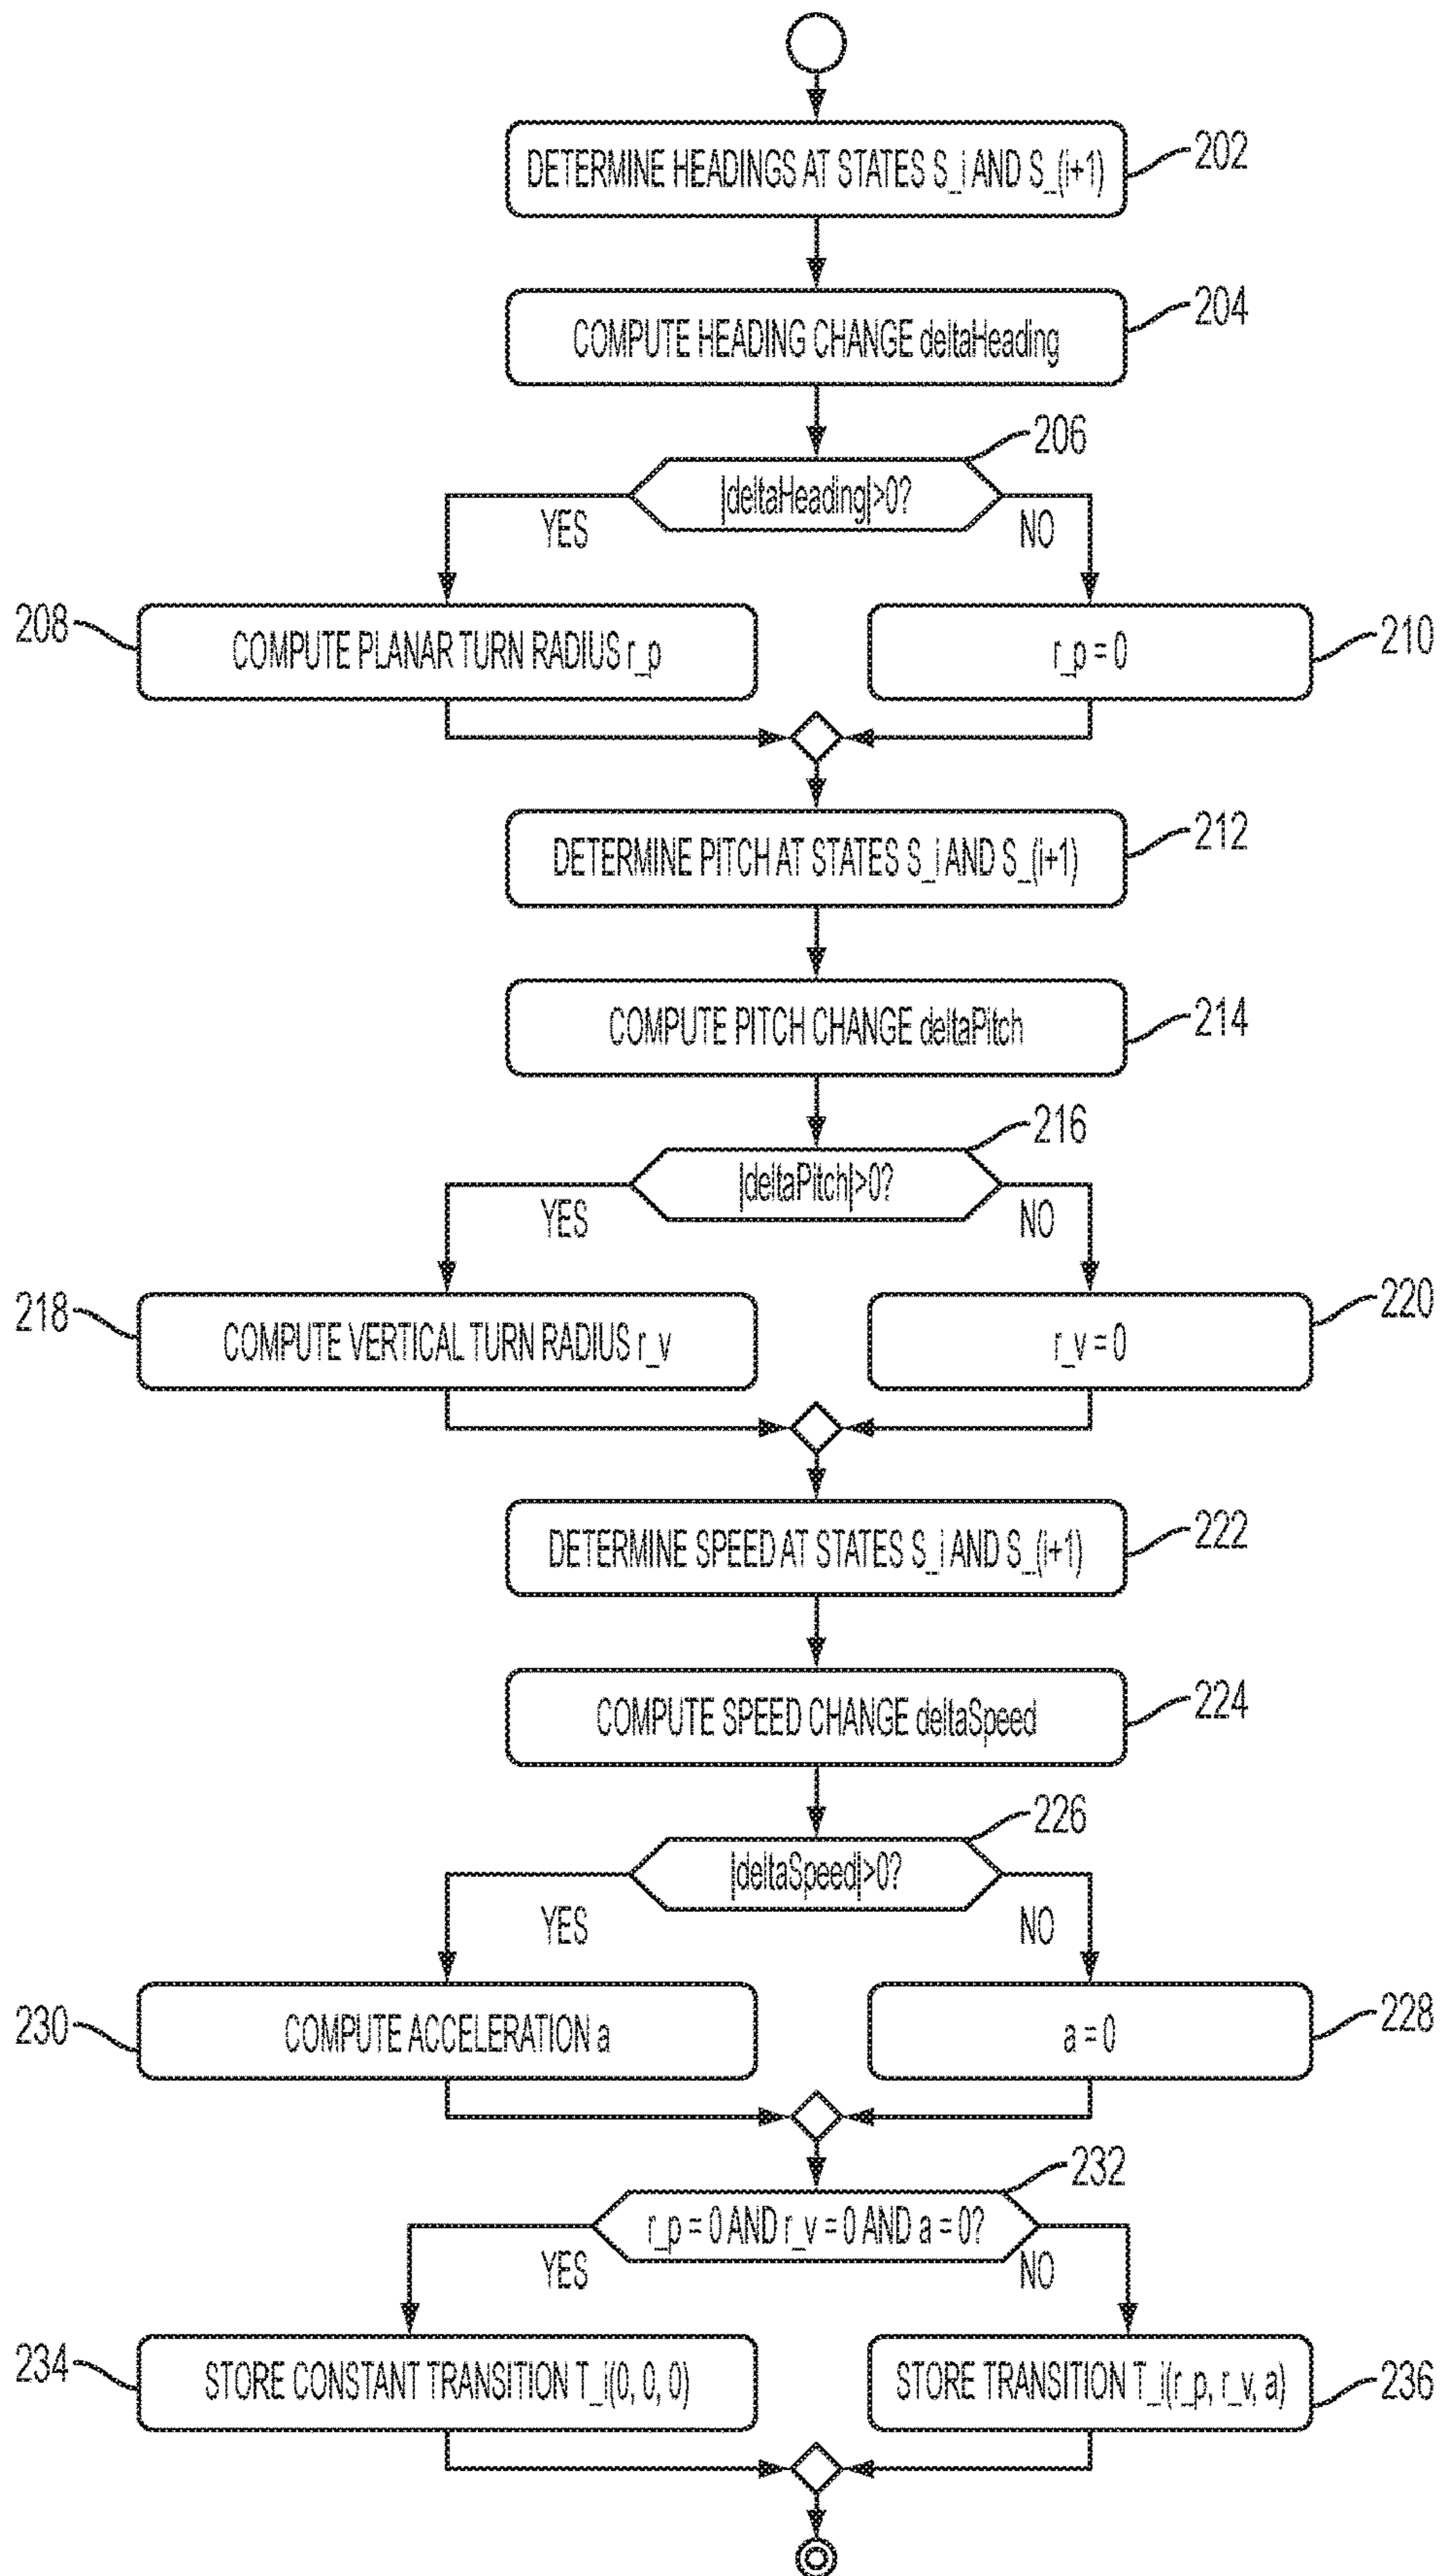 DETERMINE HEADINGS AT STATES S_i AND S_(i+1)
202
COMPUTE HEADING CHANGE deltaHeading
204
206
|deltaHeading|>0?
YES
NO
208
COMPUTE PLANAR TURN RADIUS r_p
r_p = 0
210
DETERMINE PITCH AT STATES S_i AND S_(i+1)
212
COMPUTE PITCH CHANGE deltaPitch
214
216
|deltaPitch|>0?
YES
NO
218
COMPUTE VERTICAL TURN RADIUS r_v
r_v = 0
220
DETERMINE SPEED AT STATES S_i AND S_(i+1)
222
COMPUTE SPEED CHANGE deltaSpeed
224
226
|deltaSpeed|>0?
YES
NO
230
COMPUTE ACCELERATION a
a = 0
228
232
r_p = 0 AND r_v = 0 AND a = 0?
YES
NO
234
STORE CONSTANT TRANSITION T_i(0, 0, 0)
STORE TRANSITION T_i(r_p, r_v, a)
236